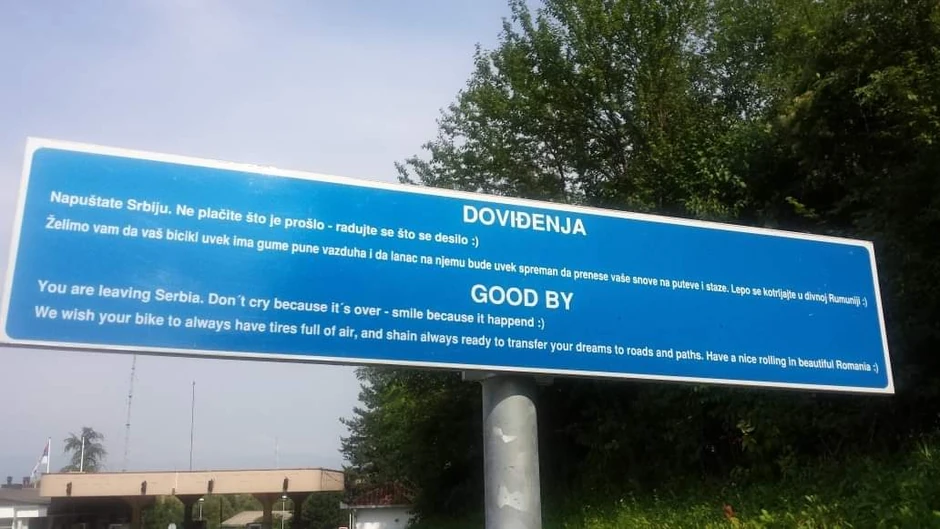 DOVIĐENJA
Napuštate Srbiju. Ne plačite što je prošlo - radujte se što se desilo :)
Želimo vam da vaš bicikl uvek ima gume pune vazduha i da lanac na njemu bude uvek spreman da prenese vaše snove na puteve i staze. Lepo se kotrljajte u divnoj Rumuniji :)
GOOD BY
You are leaving Serbia. Don´t cry because it´s over - smile because it happend :)
We wish your bike to always have tires full of air, and shain always ready to transfer your dreams to roads and paths. Have a nice rolling in beautiful Romania :)